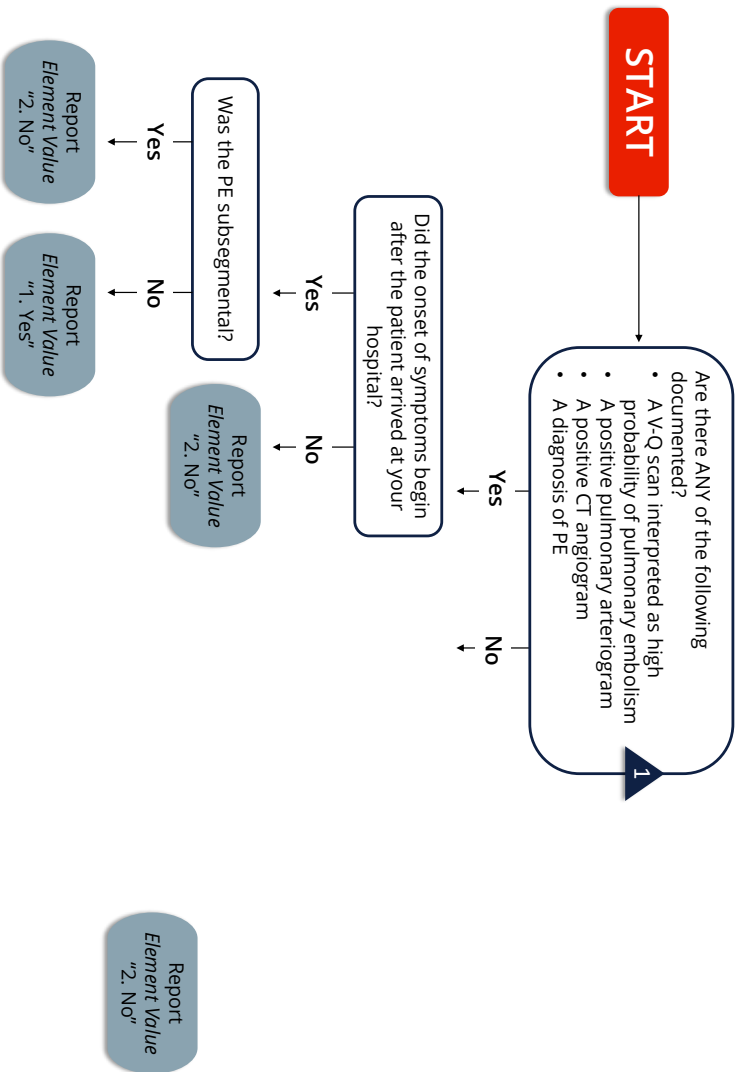 START
Are there ANY of the following
documented?
• A V-Q scan interpreted as high
probability of pulmonary embolism
• A positive pulmonary arteriogram
• A positive CT angiogram
• A diagnosis of PE
1
Yes
No
Did the onset of symptoms begin
after the patient arrived at your
hospital?
Yes
No
Was the PE subsegmental?
Report
Element Value
“2. No”
Yes
No
Report
Element Value
“2. No”
Report
Element Value
“1. Yes”
Report
Element Value
“2. No”